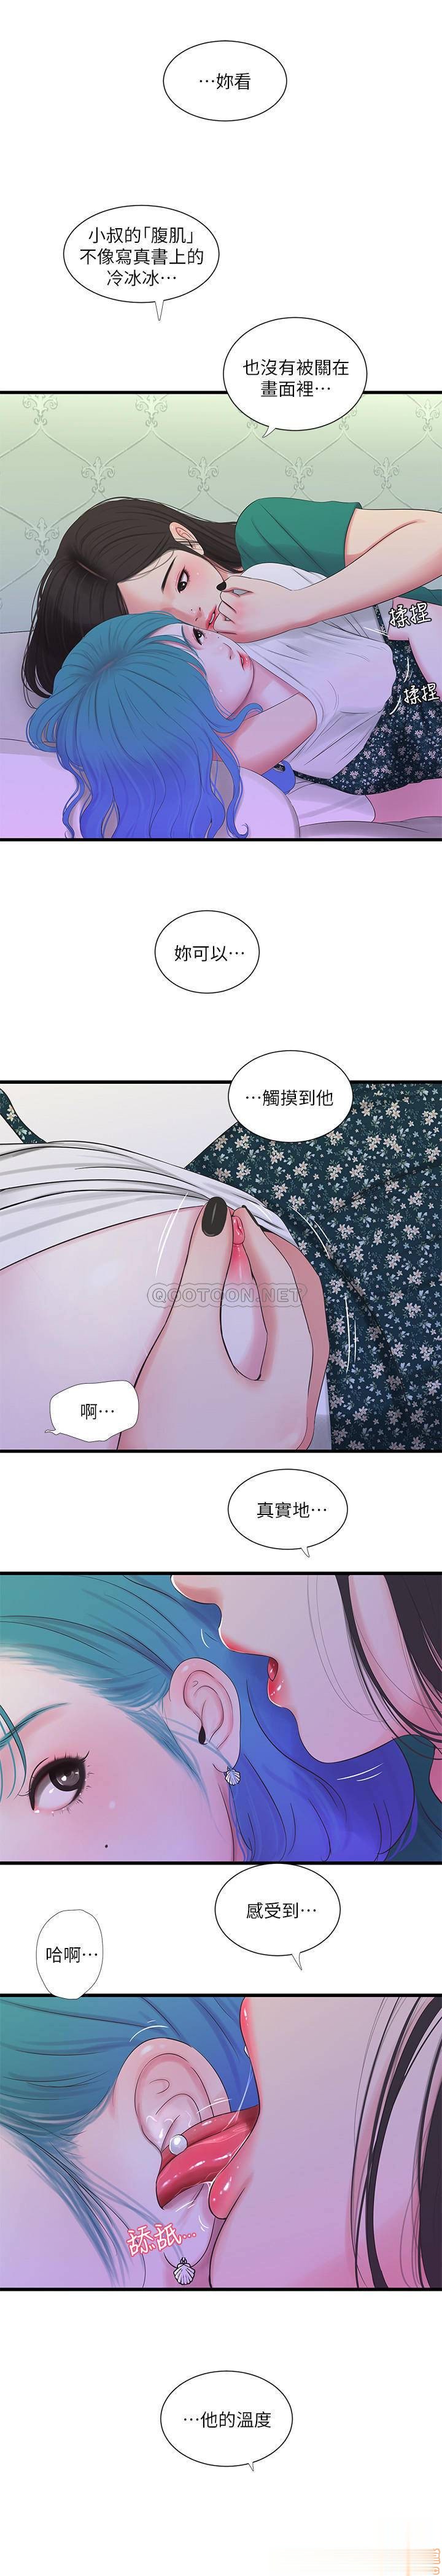 …妳看
小叔的「腹肌」
不像寫真書上的
冷冰冰…
也沒有被關在
畫面裡…
揉捏
揉捏
妳可以…
…觸摸到他
QOOTOON.NET
啊…
真實地…
感受到…
哈啊…
舔舐…
…他的溫度